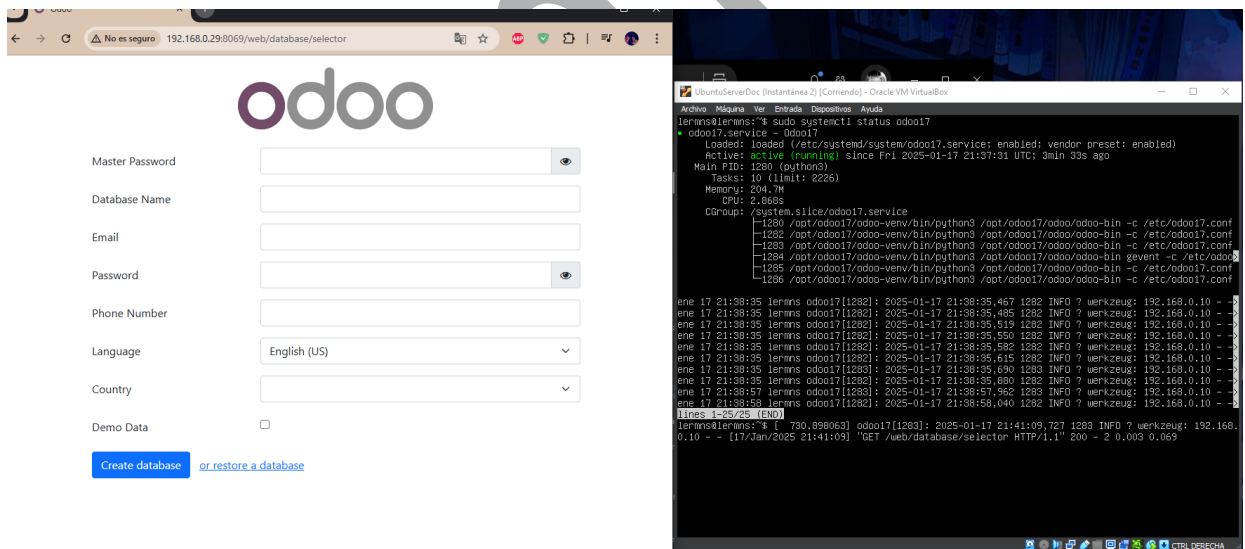 Odoo
No es seguro 192.168.0.29:8069/web/database/selector
ABP
odoo
Master Password
Database Name
Email
Password
Phone Number
Language English (US)
Country
Demo Data
Create database or restore a database
UbuntuServerDoc (Instantánea 2) [Corriendo] - Oracle VM VirtualBox
Archivo Máquina Ver Entrada Dispositivos Ayuda
lermns@lermns:~$ sudo systemctl status odoo17
● odoo17.service - Odoo17
Loaded: loaded (/etc/systemd/system/odoo17.service; enabled; vendor preset: enabled)
Active: active (running) since Fri 2025-01-17 21:37:31 UTC; 3min 33s ago
Main PID: 1280 (python3)
Tasks: 10 (limit: 2226)
Memory: 204.7M
CPU: 2.868s
CGroup: /system.slice/odoo17.service
├─1280 /opt/odoo17/odoo-venv/bin/python3 /opt/odoo17/odoo/odoo-bin -c /etc/odoo17.conf
├─1282 /opt/odoo17/odoo-venv/bin/python3 /opt/odoo17/odoo/odoo-bin -c /etc/odoo17.conf
├─1283 /opt/odoo17/odoo-venv/bin/python3 /opt/odoo17/odoo/odoo-bin -c /etc/odoo17.conf
├─1284 /opt/odoo17/odoo-venv/bin/python3 /opt/odoo17/odoo/odoo-bin gevent -c /etc/odoo>
├─1285 /opt/odoo17/odoo-venv/bin/python3 /opt/odoo17/odoo/odoo-bin -c /etc/odoo17.conf
└─1286 /opt/odoo17/odoo-venv/bin/python3 /opt/odoo17/odoo/odoo-bin -c /etc/odoo17.conf
ene 17 21:38:35 lermns odoo17[1282]: 2025-01-17 21:38:35,467 1282 INFO ? werkzeug: 192.168.0.10 - ->
ene 17 21:38:35 lermns odoo17[1282]: 2025-01-17 21:38:35,485 1282 INFO ? werkzeug: 192.168.0.10 - ->
ene 17 21:38:35 lermns odoo17[1282]: 2025-01-17 21:38:35,519 1282 INFO ? werkzeug: 192.168.0.10 - ->
ene 17 21:38:35 lermns odoo17[1282]: 2025-01-17 21:38:35,550 1282 INFO ? werkzeug: 192.168.0.10 - ->
ene 17 21:38:35 lermns odoo17[1282]: 2025-01-17 21:38:35,582 1282 INFO ? werkzeug: 192.168.0.10 - ->
ene 17 21:38:35 lermns odoo17[1282]: 2025-01-17 21:38:35,615 1282 INFO ? werkzeug: 192.168.0.10 - ->
ene 17 21:38:35 lermns odoo17[1283]: 2025-01-17 21:38:35,690 1283 INFO ? werkzeug: 192.168.0.10 - ->
ene 17 21:38:35 lermns odoo17[1282]: 2025-01-17 21:38:35,880 1282 INFO ? werkzeug: 192.168.0.10 - ->
ene 17 21:38:57 lermns odoo17[1283]: 2025-01-17 21:38:57,962 1283 INFO ? werkzeug: 192.168.0.10 - ->
ene 17 21:38:58 lermns odoo17[1282]: 2025-01-17 21:38:58,040 1282 INFO ? werkzeug: 192.168.0.10 - ->
lines 1-25/25 (END)
lermns@lermns:~$ [ 730.898063] odoo17[1283]: 2025-01-17 21:41:09,727 1283 INFO ? werkzeug: 192.168.
0.10 - - [17/Jan/2025 21:41:09] "GET /web/database/selector HTTP/1.1" 200 - 2 0.003 0.069
CTRL DERECHA